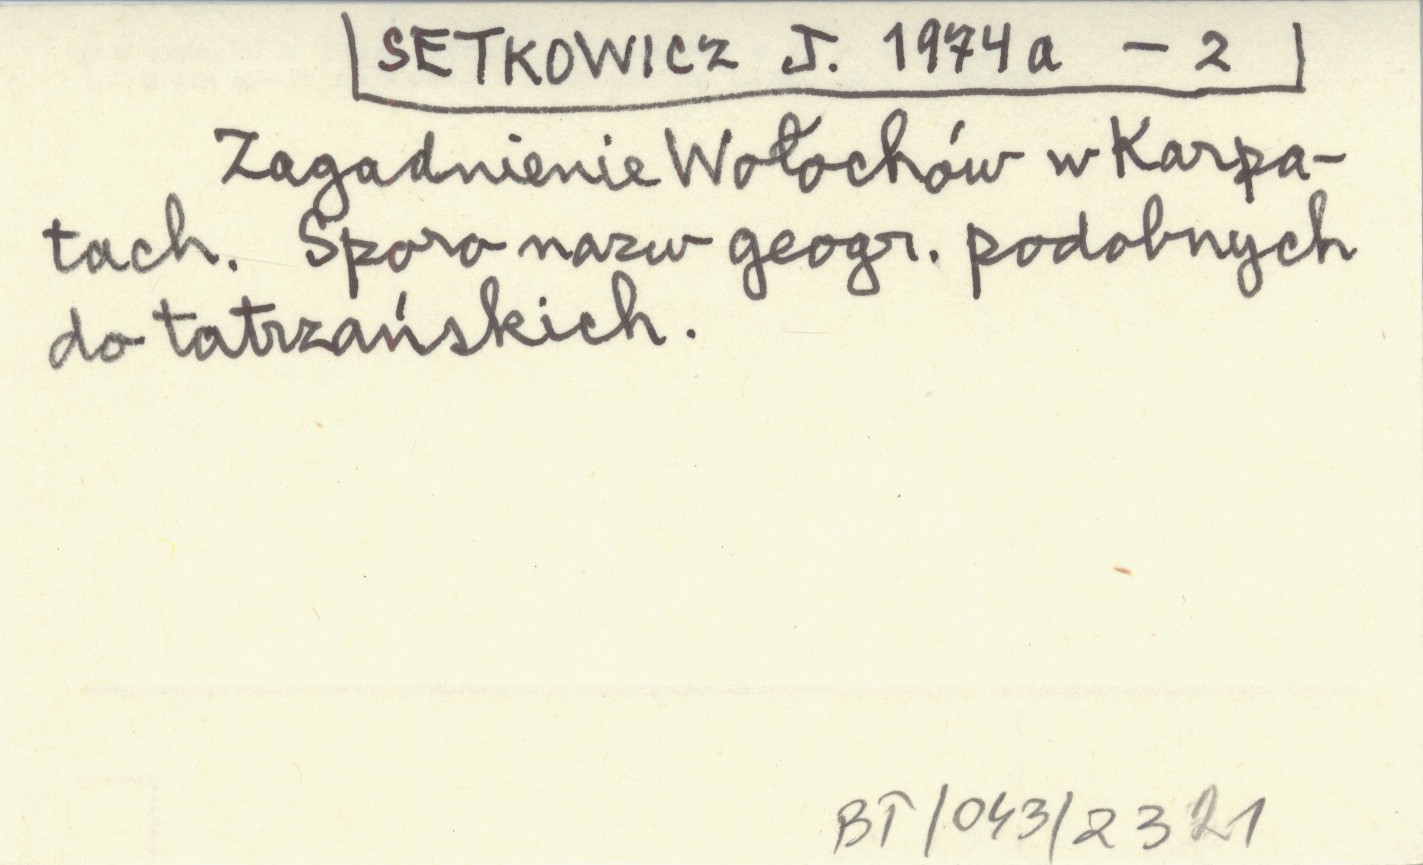 SETKOWICZ J. 1974a - 2
Zagadnienie Wołochów w Karpa-
tach. Sporo nazw geogr. podobnych
do tatrzańskich.
BT/043/2321